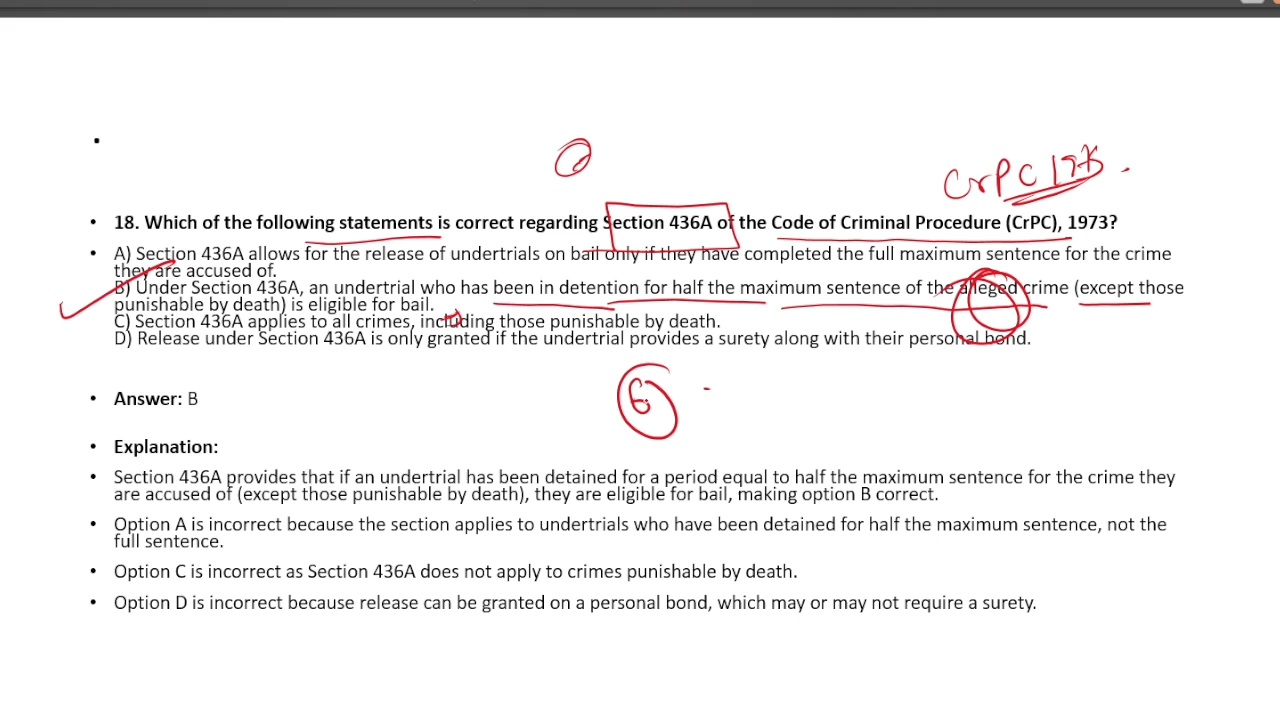 CrPC 1973
• 18. Which of the following statements is correct regarding Section 436A of the Code of Criminal Procedure (CrPC), 1973?
• A) Section 436A allows for the release of undertrials on bail only if they have completed the full maximum sentence for the crime
they are accused of.
B) Under Section 436A, an undertrial who has been in detention for half the maximum sentence of the alleged crime (except those
punishable by death) is eligible for bail.
C) Section 436A applies to all crimes, including those punishable by death.
D) Release under Section 436A is only granted if the undertrial provides a surety along with their personal bond.
• Answer: B
• Explanation:
• Section 436A provides that if an undertrial has been detained for a period equal to half the maximum sentence for the crime they
are accused of (except those punishable by death), they are eligible for bail, making option B correct.
• Option A is incorrect because the section applies to undertrials who have been detained for half the maximum sentence, not the
full sentence.
• Option C is incorrect as Section 436A does not apply to crimes punishable by death.
• Option D is incorrect because release can be granted on a personal bond, which may or may not require a surety.